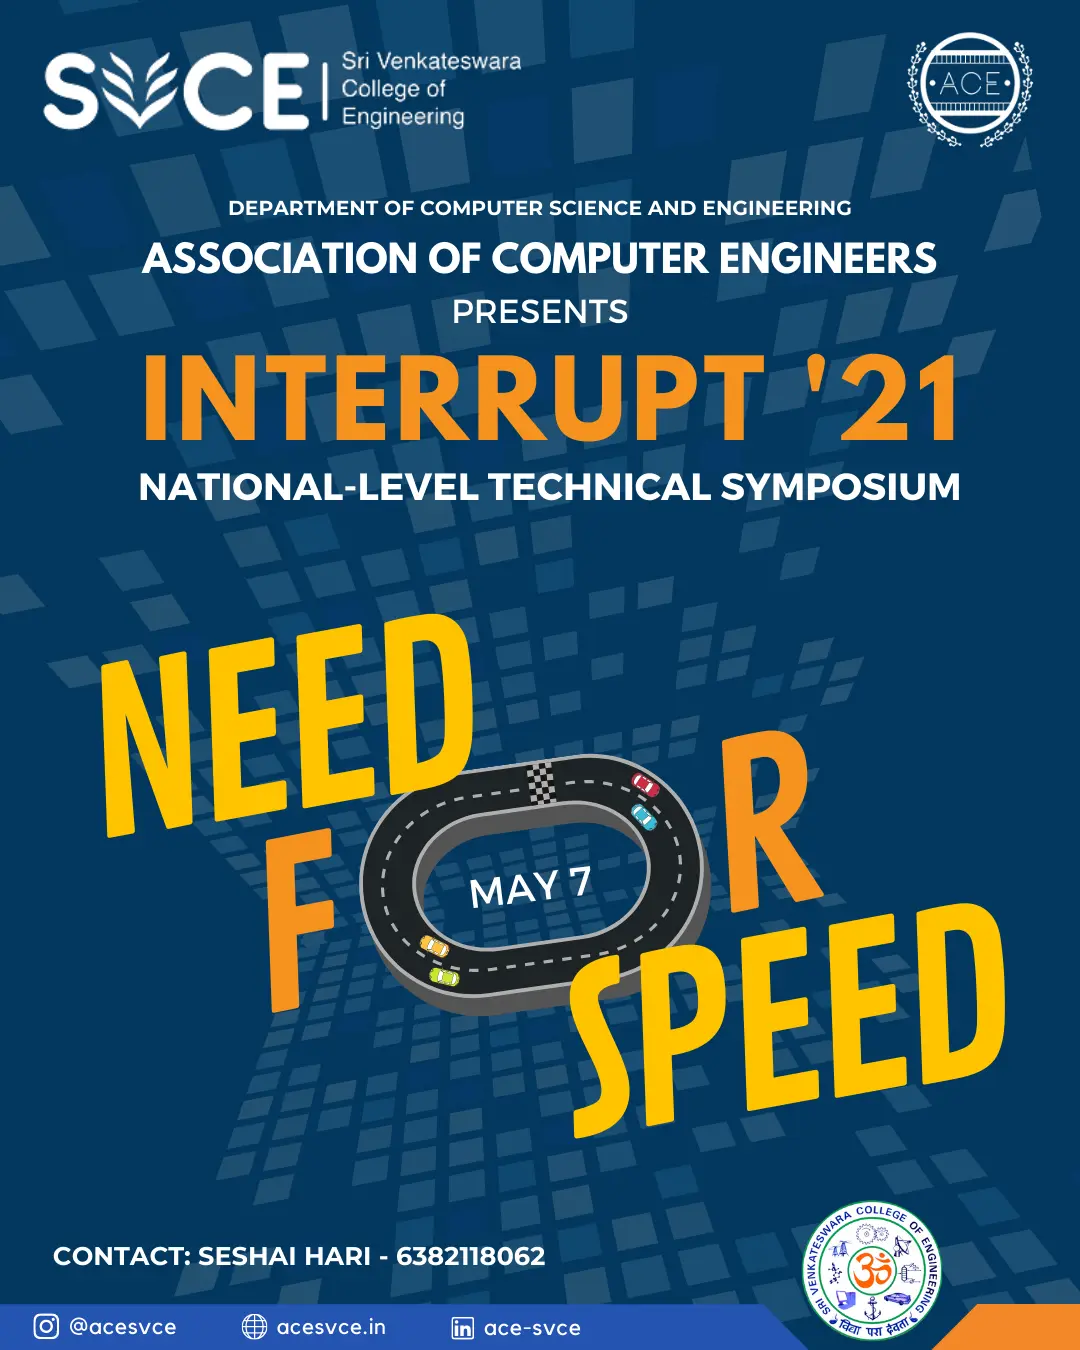 SVCE
Sri Venkateswara
College of
Engineering
ACE
DEPARTMENT OF COMPUTER SCIENCE AND ENGINEERING
ASSOCIATION OF COMPUTER ENGINEERS
PRESENTS
INTERRUPT '21
NATIONAL-LEVEL TECHNICAL SYMPOSIUM
NEED
F R
MAY 7
SPEED
CONTACT: SESHAI HARI - 6382118062
SRI VENKATESWARA COLLEGE OF ENGINEERING
ॐ
विद्या परा देवता
@acesvce
acesvce.in
ace-svce